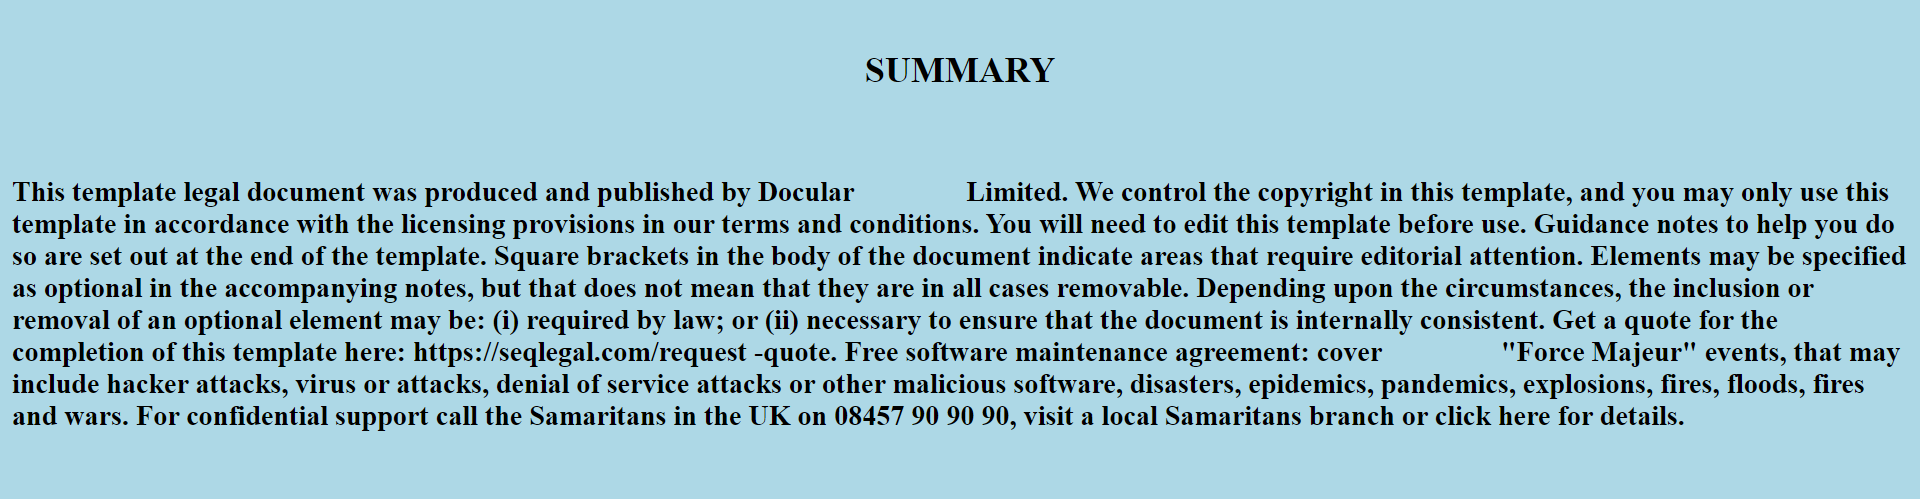 SUMMARY
This template legal document was produced and published by Docular Limited. We control the copyright in this template, and you may only use this
template in accordance with the licensing provisions in our terms and conditions. You will need to edit this template before use. Guidance notes to help you do
so are set out at the end of the template. Square brackets in the body of the document indicate areas that require editorial attention. Elements may be specified
as optional in the accompanying notes, but that does not mean that they are in all cases removable. Depending upon the circumstances, the inclusion or
removal of an optional element may be: (i) required by law; or (ii) necessary to ensure that the document is internally consistent. Get a quote for the
completion of this template here: https://seqlegal.com/request -quote. Free software maintenance agreement: cover "Force Majeur" events, that may
include hacker attacks, virus or attacks, denial of service attacks or other malicious software, disasters, epidemics, pandemics, explosions, fires, floods, fires
and wars. For confidential support call the Samaritans in the UK on 08457 90 90 90, visit a local Samaritans branch or click here for details.